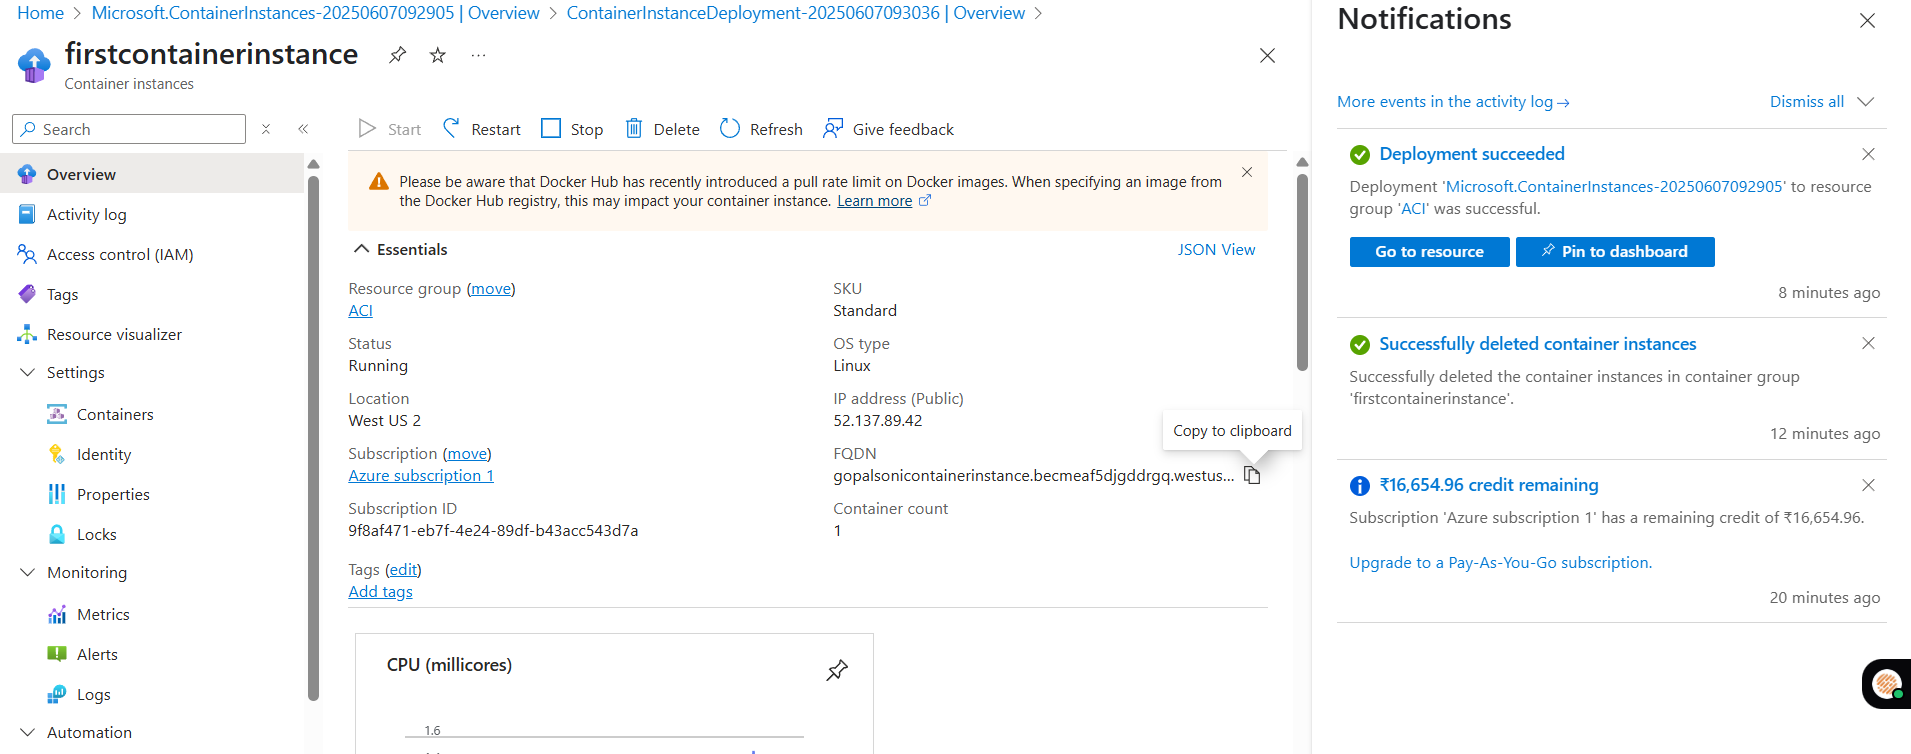 Home > Microsoft.ContainerInstances-20250607092905 | Overview > ContainerInstanceDeployment-20250607093036 | Overview >
firstcontainerinstance
Container instances
Search
Overview
Activity log
Access control (IAM)
Tags
Resource visualizer
Settings
Containers
Identity
Properties
Locks
Monitoring
Metrics
Alerts
Logs
Automation
Start Restart Stop Delete Refresh Give feedback
Please be aware that Docker Hub has recently introduced a pull rate limit on Docker images. When specifying an image from
the Docker Hub registry, this may impact your container instance. Learn more
Essentials
JSON View
Resource group (move)
ACI
Status
Running
Location
West US 2
Subscription (move)
Azure subscription 1
Subscription ID
9f8af471-eb7f-4e24-89df-b43acc543d7a
SKU
Standard
OS type
Linux
IP address (Public)
52.137.89.42
FQDN
gopalsonicontainerinstance.becmeaf5djgddrgq.westus...
Copy to clipboard
Container count
1
Tags (edit)
Add tags
CPU (millicores)
1.6
Notifications
More events in the activity log →
Dismiss all
Deployment succeeded
Deployment 'Microsoft.ContainerInstances-20250607092905' to resource
group 'ACI' was successful.
Go to resource
Pin to dashboard
8 minutes ago
Successfully deleted container instances
Successfully deleted the container instances in container group
'firstcontainerinstance'.
12 minutes ago
₹16,654.96 credit remaining
Subscription 'Azure subscription 1' has a remaining credit of ₹16,654.96.
Upgrade to a Pay-As-You-Go subscription.
20 minutes ago